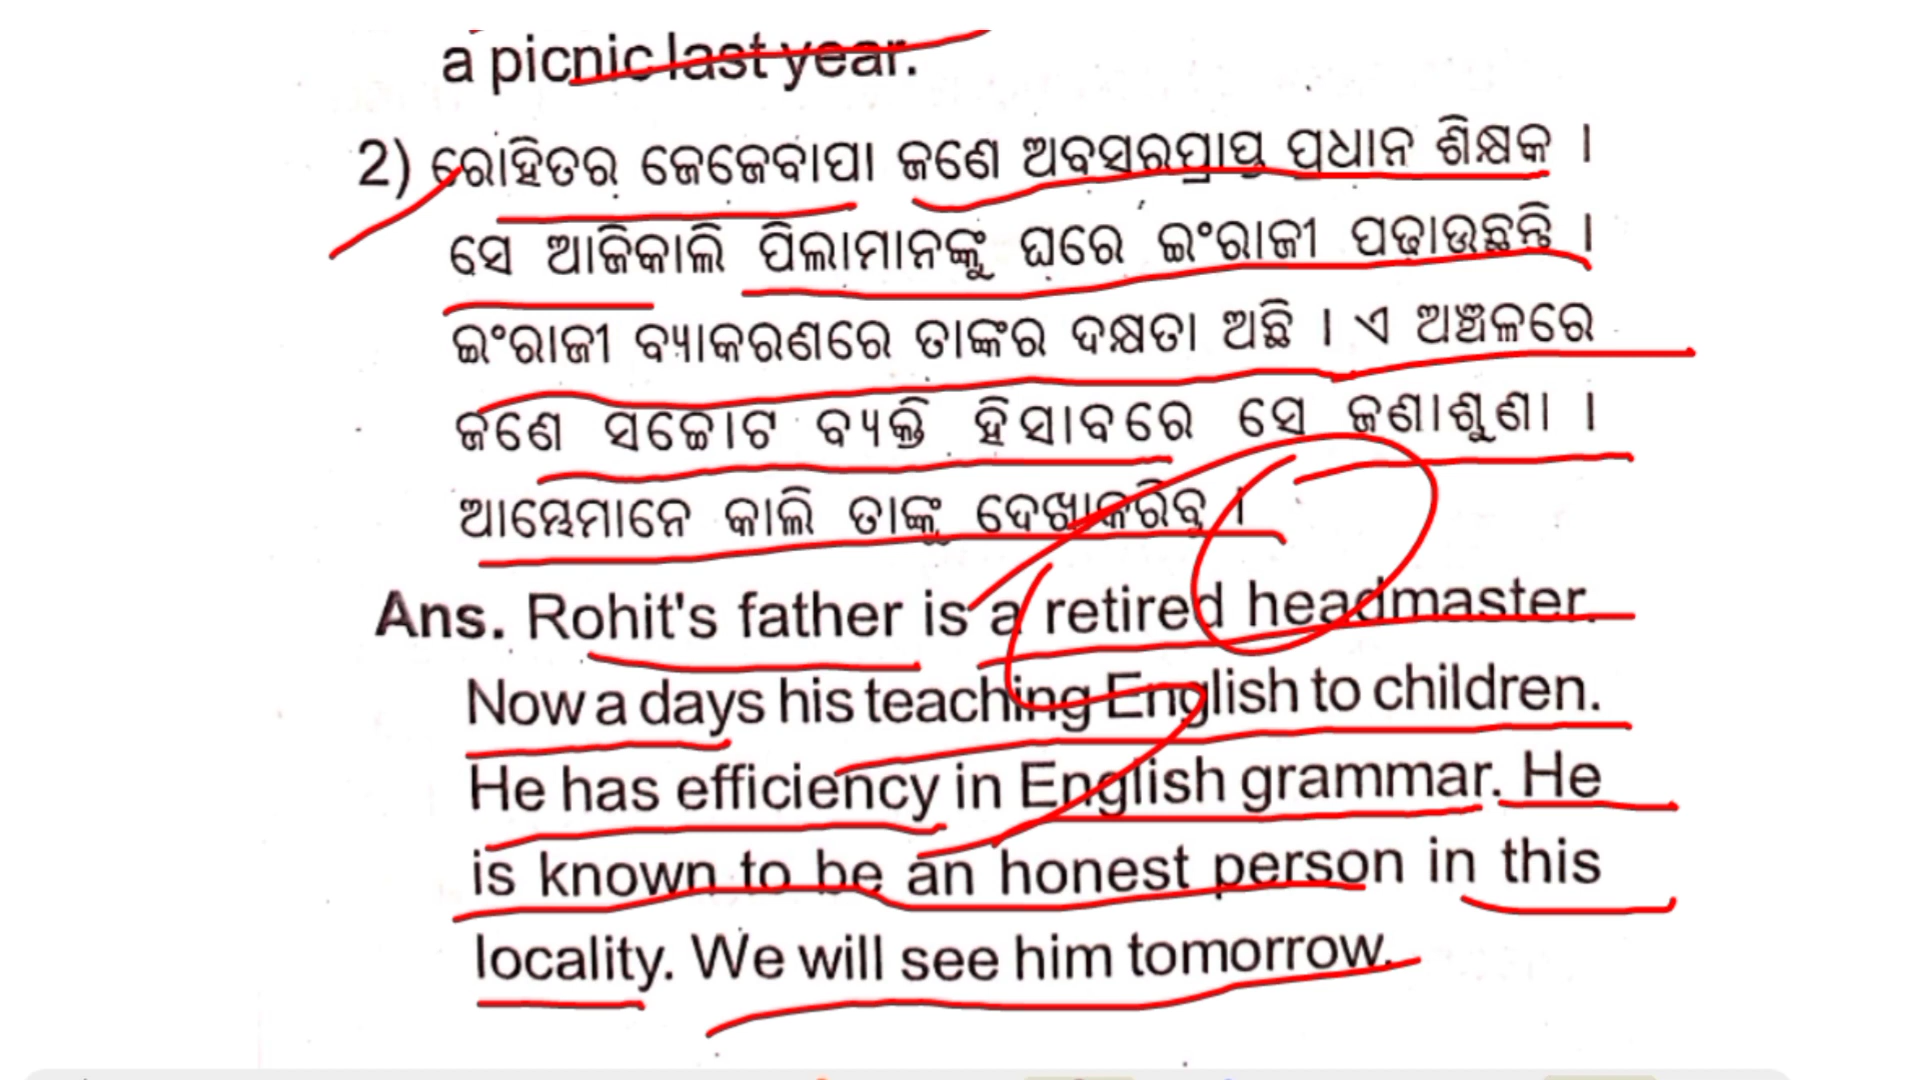 a picnic last year.
2) ରୋହିତର ଜେଜେବାପା ଜଣେ ଅବସରପ୍ରାପ୍ତ ପ୍ରଧାନ ଶିକ୍ଷକ ।
ସେ ଆଜିକାଲି ପିଲାମାନଙ୍କୁ ଘରେ ଇଂରାଜୀ ପଢ଼ାଉଛନ୍ତି ।
ଇଂରାଜୀ ବ୍ୟାକରଣରେ ତାଙ୍କର ଦକ୍ଷତା ଅଛି । ଏ ଅଞ୍ଚଳରେ
ଜଣେ ସଚ୍ଚୋଟ ବ୍ୟକ୍ତି ହିସାବରେ ସେ ଜଣାଶୁଣା ।
ଆମ୍ଭେମାନେ କାଲି ତାଙ୍କୁ ଦେଖାକରିବୁ ।
Ans. Rohit's father is a retired headmaster.
Now a days his teaching English to children.
He has efficiency in English grammar. He
is known to be an honest person in this
locality. We will see him tomorrow.